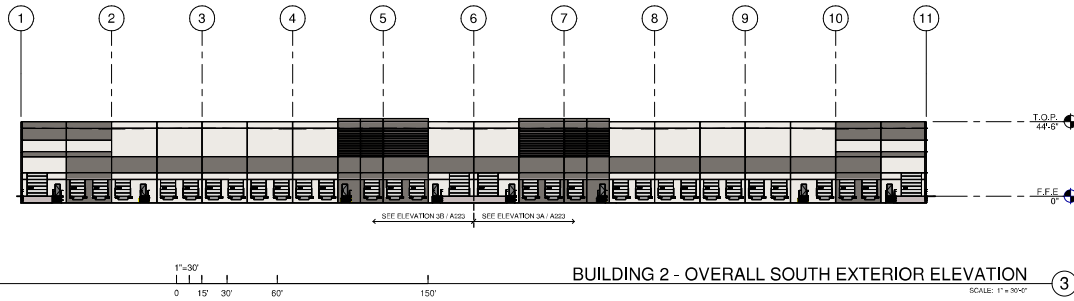 1 2 3 4 5 6 7 8 9 10 11
T.O.P.
44'-6"
F.F.E
0"
SEE ELEVATION 3B / A223 SEE ELEVATION 3A / A223
1"=30'
0 15' 30' 60' 150'
BUILDING 2 - OVERALL SOUTH EXTERIOR ELEVATION
SCALE: 1" = 30'-0"
3